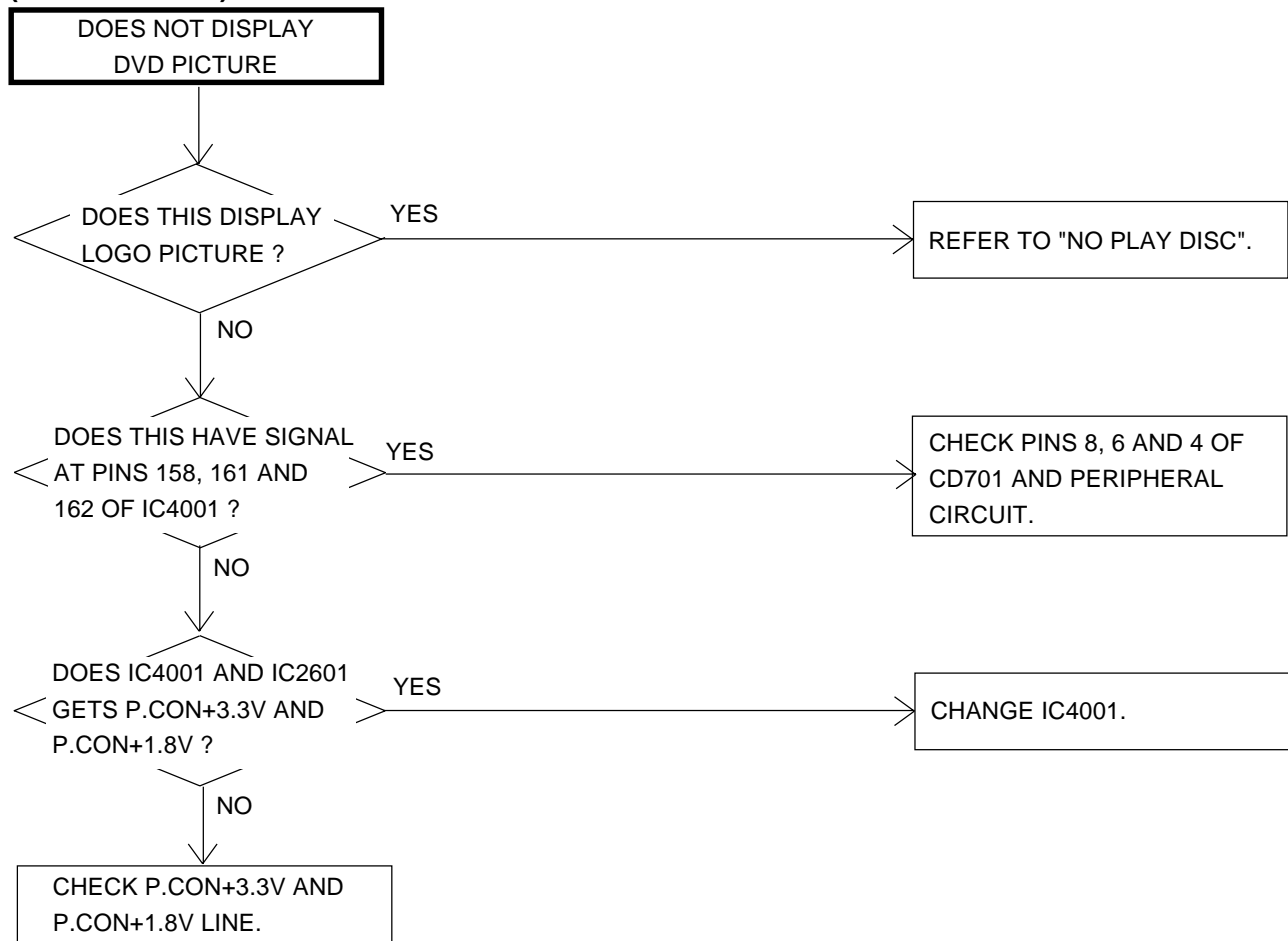 DOES NOT DISPLAY
DVD PICTURE
DOES THIS DISPLAY
LOGO PICTURE ?
YES
REFER TO "NO PLAY DISC".
NO
DOES THIS HAVE SIGNAL
AT PINS 158, 161 AND
162 OF IC4001 ?
YES
CHECK PINS 8, 6 AND 4 OF
CD701 AND PERIPHERAL
CIRCUIT.
NO
DOES IC4001 AND IC2601
GETS P.CON+3.3V AND
P.CON+1.8V ?
YES
CHANGE IC4001.
NO
CHECK P.CON+3.3V AND
P.CON+1.8V LINE.